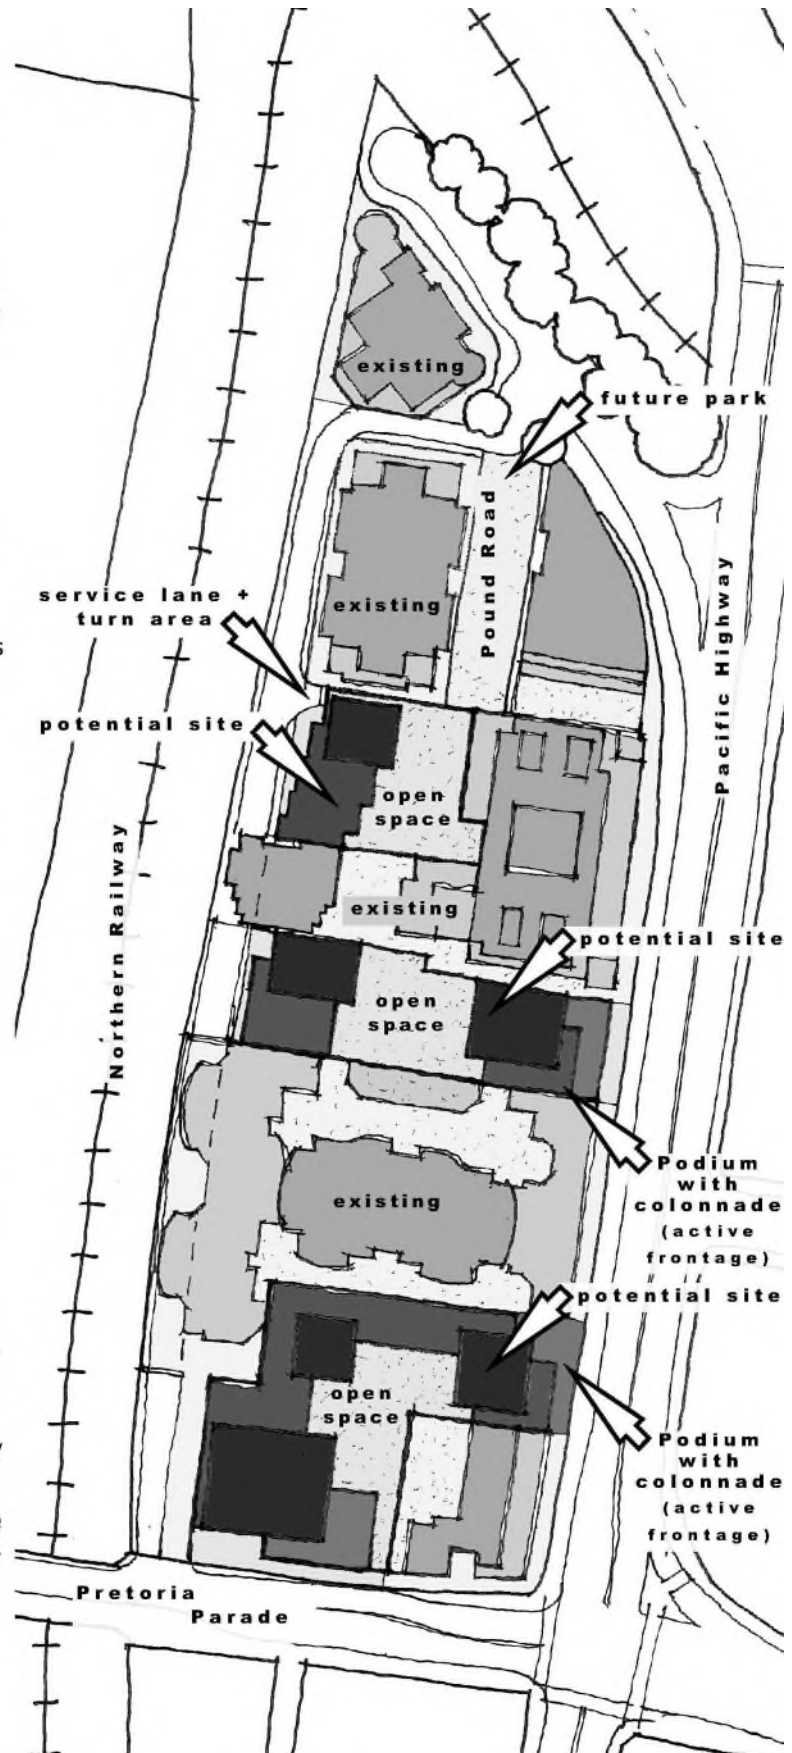 existing
future park
Pound Road
existing
service lane +
turn area
Pacific Highway
potential site
open
space
Northern Railway
existing
potential site
open
space
Podium
with
colonnade
(active
frontage)
existing
potential site
open
space
Podium
with
colonnade
(active
frontage)
Pretoria
Parade